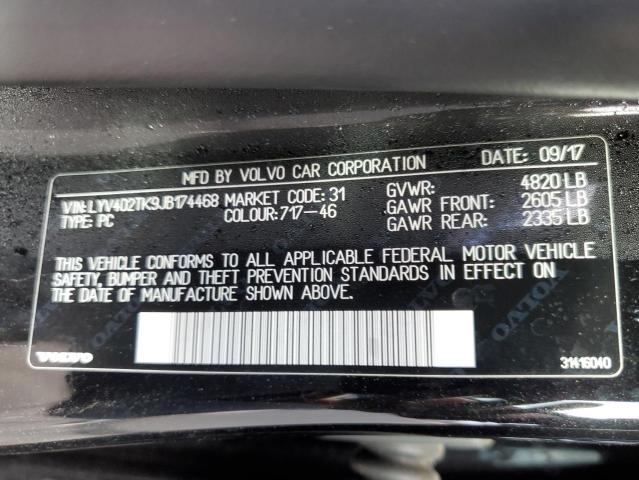 MFD BY VOLVO CAR CORPORATION DATE: 09/17
VIN: LYV402TK9JB174468 MARKET CODE: 31 GVWR: 4820 LB
TYPE: PC COLOUR: 717-46 GAWR FRONT: 2605 LB
GAWR REAR: 2335 LB
THIS VEHICLE CONFORMS TO ALL APPLICABLE FEDERAL MOTOR VEHICLE
SAFETY, BUMPER AND THEFT PREVENTION STANDARDS IN EFFECT ON
THE DATE OF MANUFACTURE SHOWN ABOVE.
VOLVO 31416040